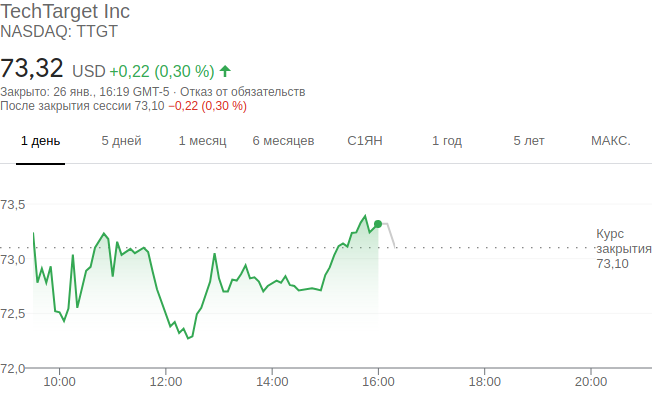 TechTarget Inc
NASDAQ: TTGT
73,32 USD +0,22 (0,30 %)
Закрыто: 26 янв., 16:19 GMT-5 · Отказ от обязательств
После закрытия сессии 73,10 −0,22 (0,30 %)
1 день 5 дней 1 месяц 6 месяцев С1ЯН 1 год 5 лет МАКС.
73,5
Курс
закрытия
73,10
73,0
72,5
72,0
10:00 12:00 14:00 16:00 18:00 20:00